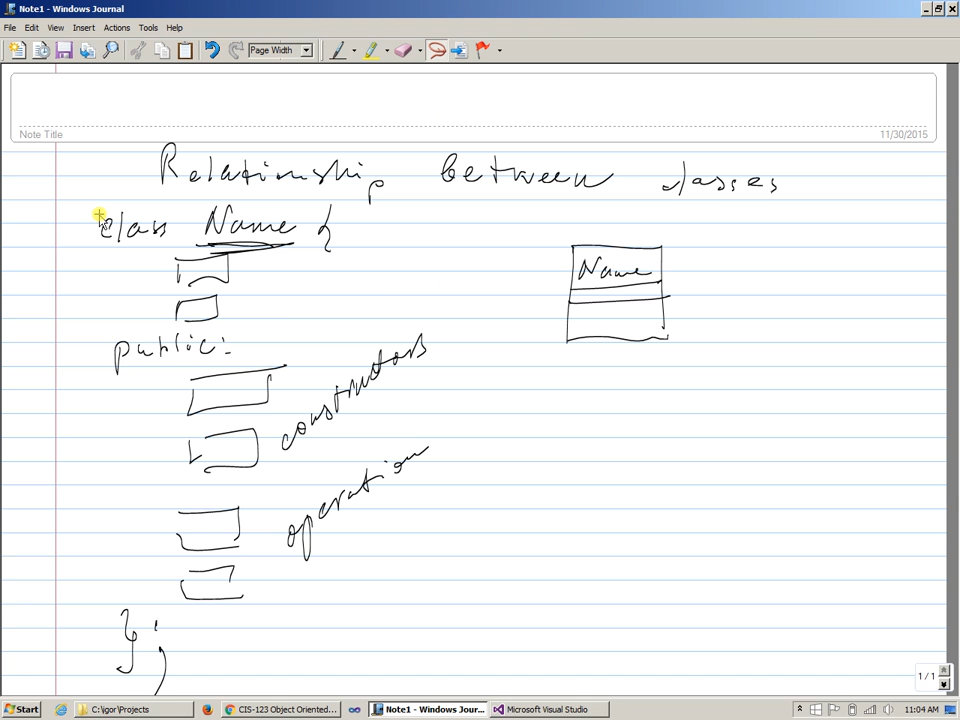 Note1 - Windows Journal
File Edit View Insert Actions Tools Help
Page Width
Note Title
11/30/2015
Relationship between classes
class Name {
Name
public:
constructors
operation
};
1 / 1
Start C:\igor\Projects CIS-123 Object Oriented... Note1 - Windows Jour... Microsoft Visual Studio 11:04 AM